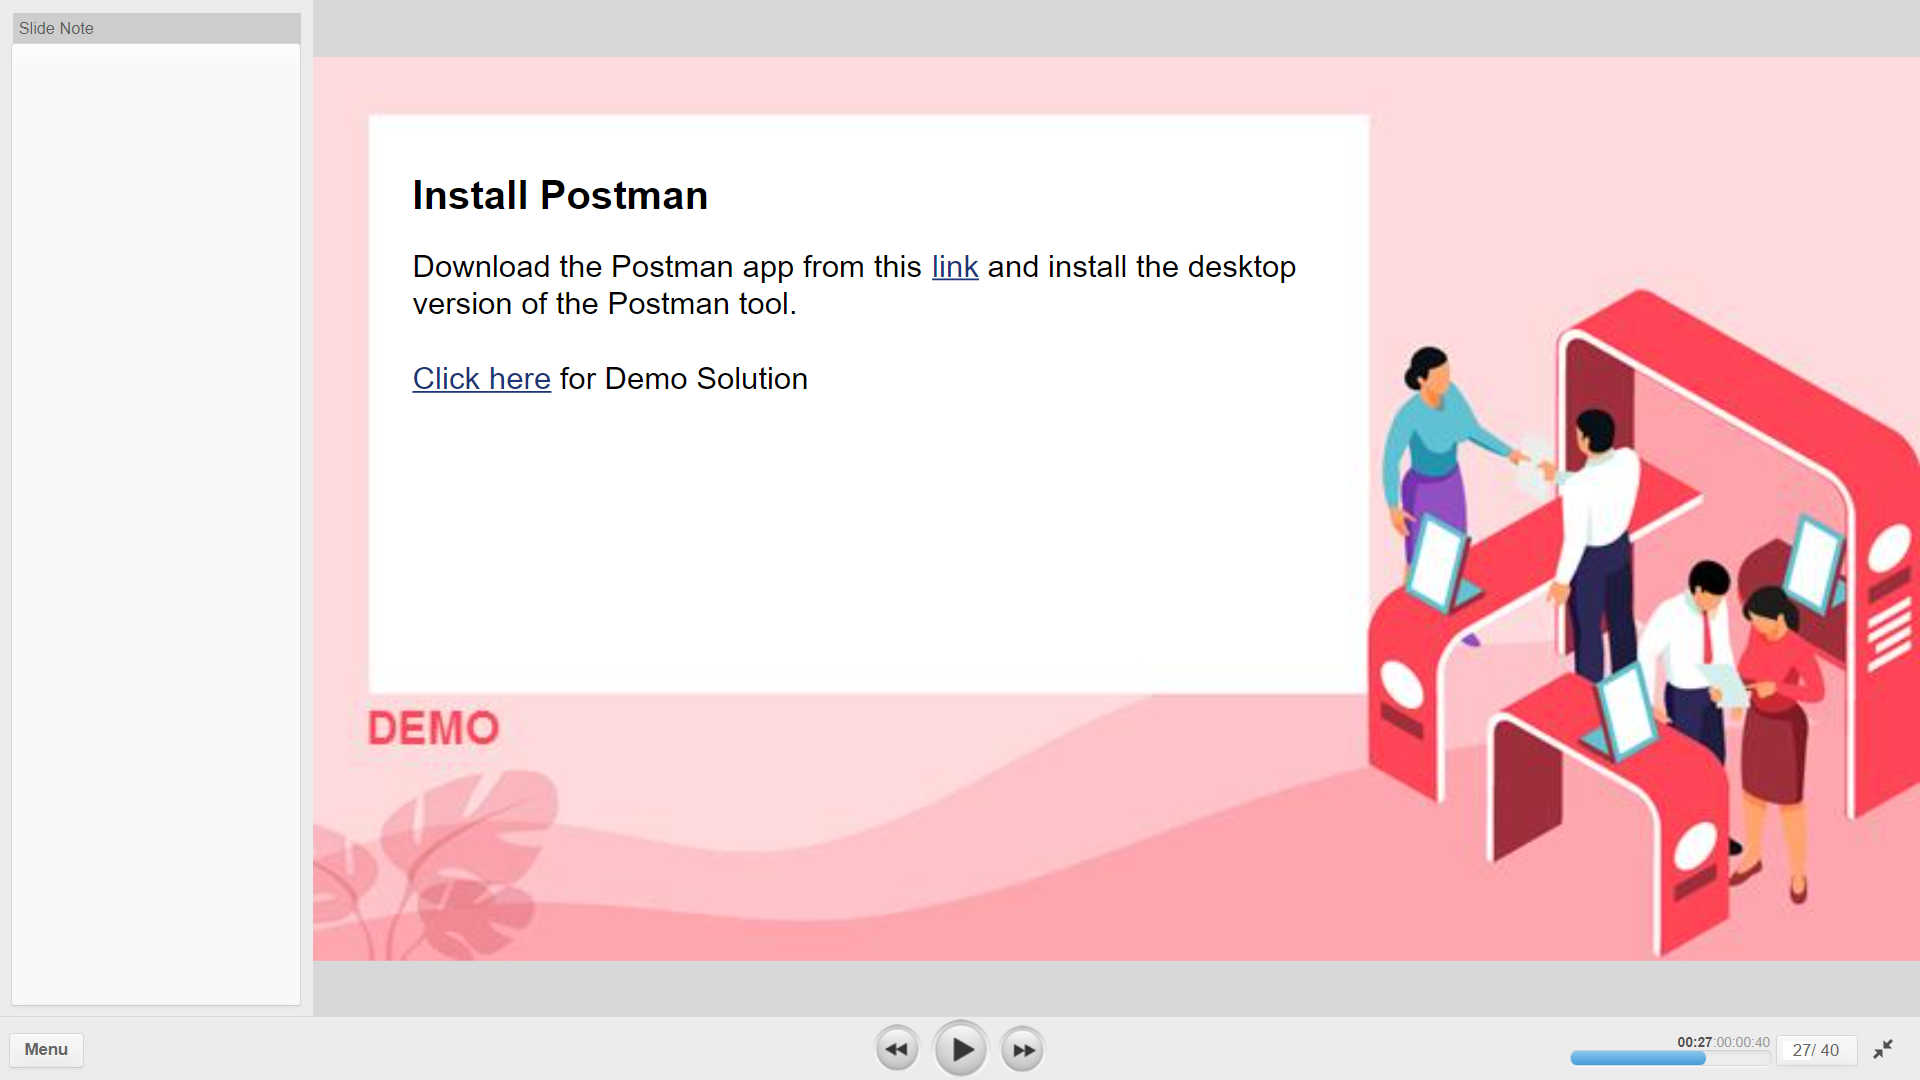 Slide Note
Install Postman
Download the Postman app from this link and install the desktop
version of the Postman tool.
Click here for Demo Solution
DEMO
Menu
00:27:00:00:40
27/ 40